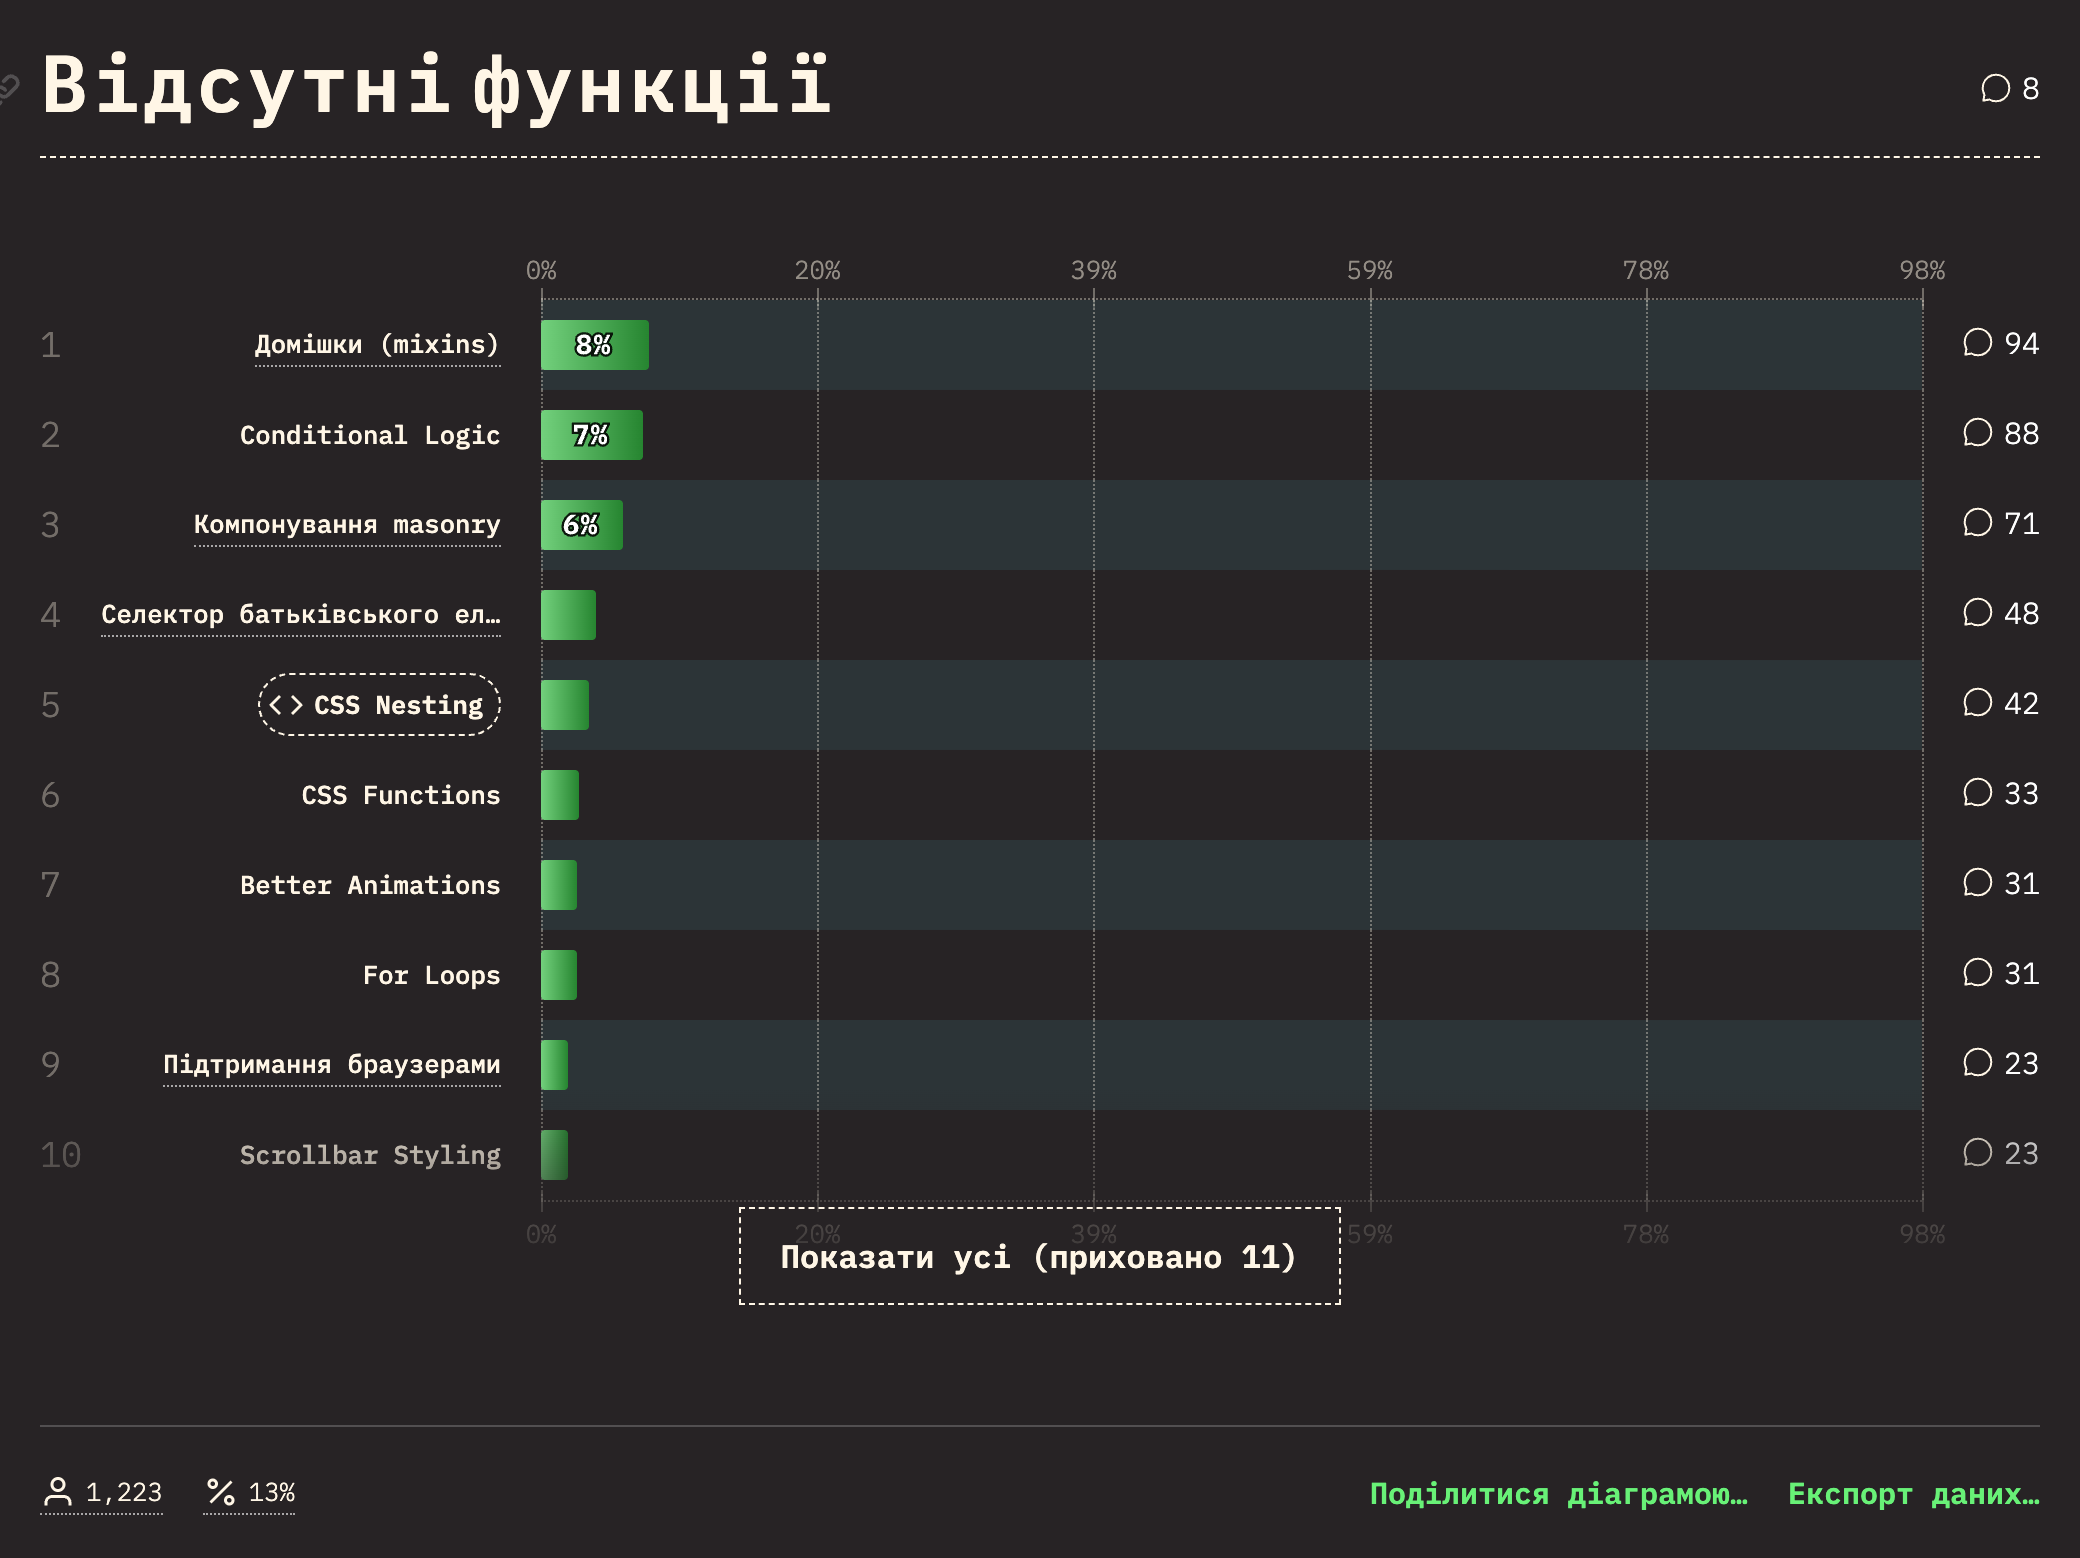 Відсутні функції
8
0% 20% 39% 59% 78% 98%
1 Домішки (mixins) 8% 94
2 Conditional Logic 7% 88
3 Компонування masonry 6% 71
4 Селектор батьківського ел… 48
5 CSS Nesting 42
6 CSS Functions 33
7 Better Animations 31
8 For Loops 31
9 Підтримання браузерами 23
10 Scrollbar Styling 23
0% 20% 39% 59% 78% 98%
Показати усі (приховано 11)
1,223 13% Поділитися діаграмою… Експорт даних…